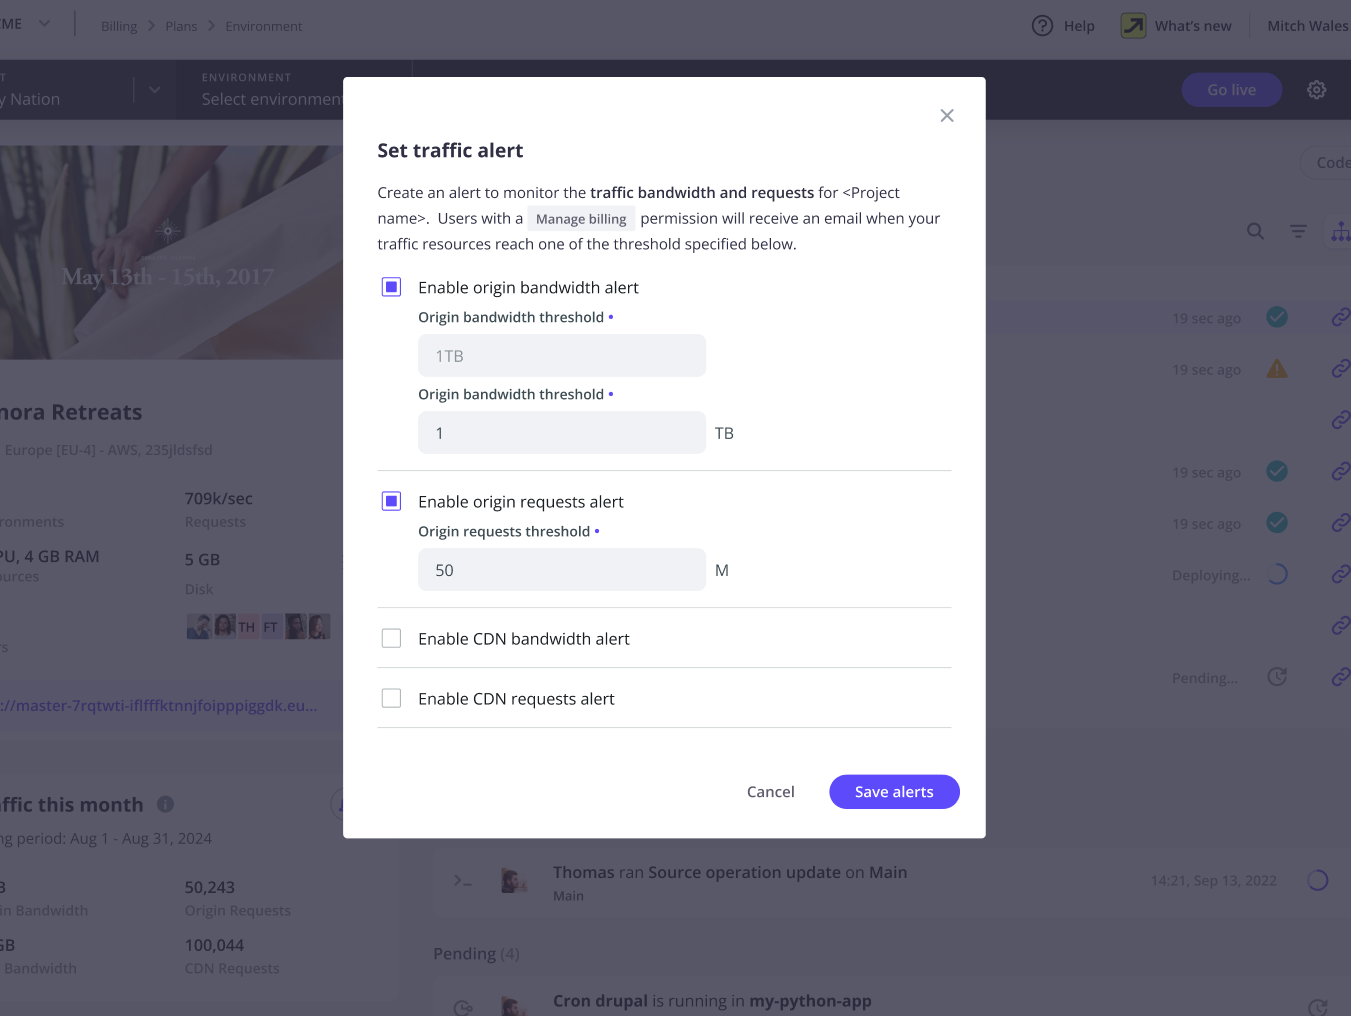 ME
Billing > Plans > Environment
Help
What's new
Mitch Wales
T
y Nation
ENVIRONMENT
Select environment
Go live
Code
May 13th - 15th, 2017
nora Retreats
Europe [EU-4] - AWS, 235jldsfsd
709k/sec
ronments
Requests
PU, 4 GB RAM
5 GB
ources
Disk
TH
FT
rs
://master-7rqtwti-iflfffktnnjfoipppiggdk.eu...
ffic this month
ng period: Aug 1 - Aug 31, 2024
B
50,243
in Bandwidth
Origin Requests
GB
100,044
Bandwidth
CDN Requests
Set traffic alert
Create an alert to monitor the traffic bandwidth and requests for <Project
name>. Users with a Manage billing permission will receive an email when your
traffic resources reach one of the threshold specified below.
Enable origin bandwidth alert
Origin bandwidth threshold •
1TB
Origin bandwidth threshold •
1 TB
Enable origin requests alert
Origin requests threshold •
50 M
Enable CDN bandwidth alert
Enable CDN requests alert
Cancel
Save alerts
19 sec ago
19 sec ago
19 sec ago
19 sec ago
Deploying...
Pending...
Thomas ran Source operation update on Main
Main
14:21, Sep 13, 2022
Pending (4)
Cron drupal is running in my-python-app